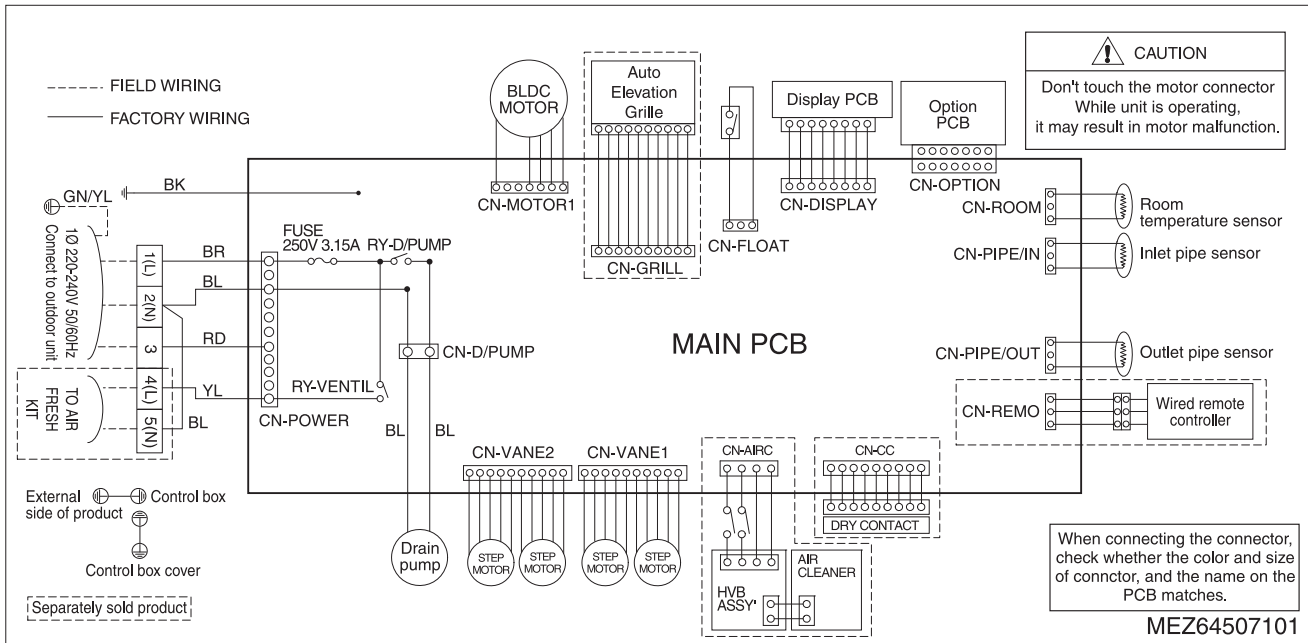 FIELD WIRING
FACTORY WIRING
BLDC
MOTOR
CN-MOTOR1
Auto
Elevation
Grille
CN-GRILL
CN-FLOAT
Display PCB
CN-DISPLAY
Option
PCB
CN-OPTION
CAUTION
Don't touch the motor connector
While unit is operating,
it may result in motor malfunction.
GN/YL
BK
1Ø 220-240V 50/60Hz
Connect to outdoor unit
1(L)
2(N)
3
4(L)
5(N)
BR
BL
RD
YL
BL
TO AIR
FRESH
KIT
FUSE
250V 3.15A
RY-D/PUMP
CN-D/PUMP
RY-VENTIL
CN-POWER
BL
BL
MAIN PCB
CN-ROOM
Room
temperature sensor
CN-PIPE/IN
Inlet pipe sensor
CN-PIPE/OUT
Outlet pipe sensor
CN-REMO
Wired remote
controller
CN-VANE2
CN-VANE1
CN-AIRC
CN-CC
DRY CONTACT
Drain
pump
STEP
MOTOR
STEP
MOTOR
STEP
MOTOR
STEP
MOTOR
HVB
ASSY'
AIR
CLEANER
External
side of product
Control box
Control box cover
Separately sold product
When connecting the connector,
check whether the color and size
of connctor, and the name on the
PCB matches.
MEZ64507101